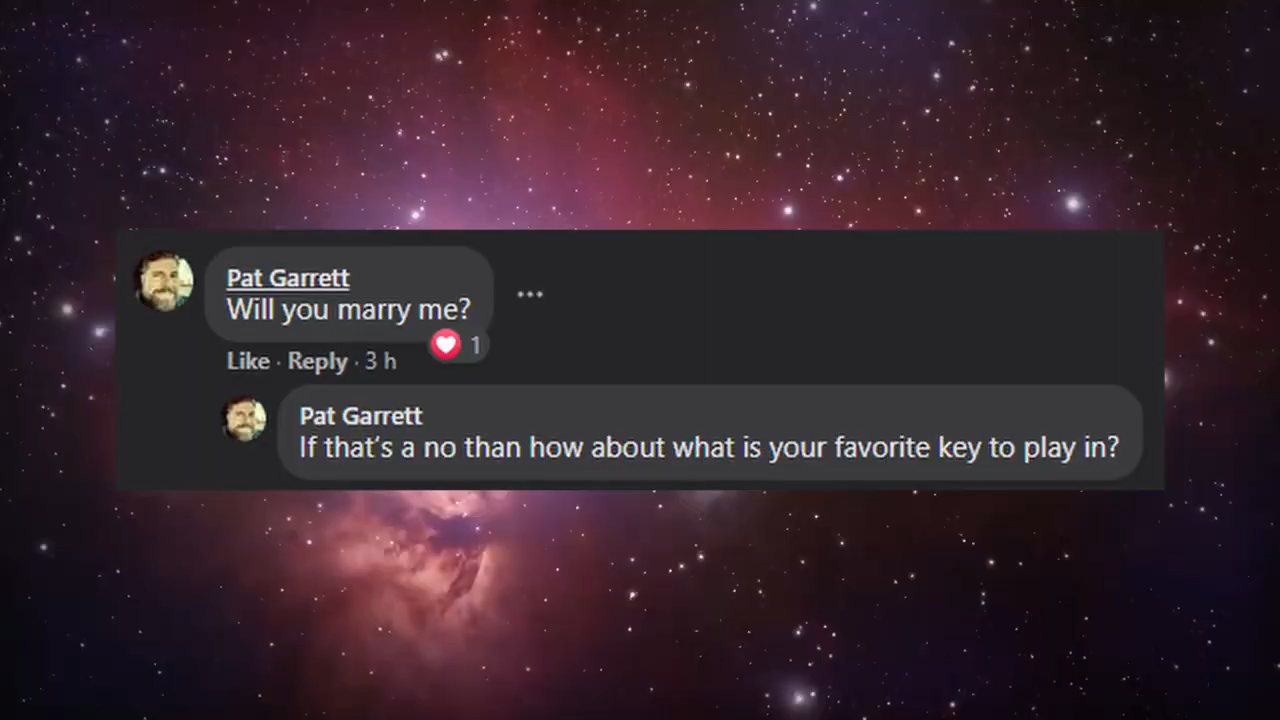 Pat Garrett
Will you marry me?
Like · Reply · 3 h
1
Pat Garrett
If that's a no than how about what is your favorite key to play in?